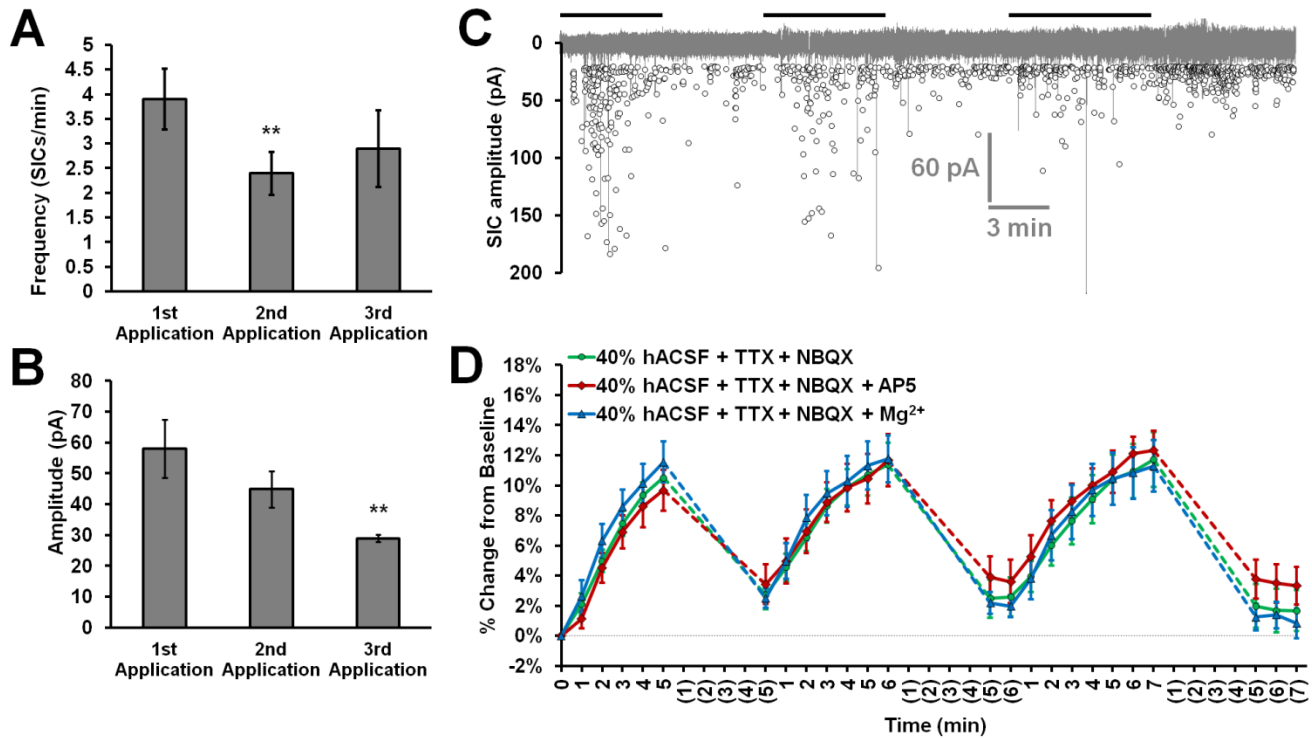 A
Frequency (SICs/min)
5
4.5
4
3.5
3
2.5
2
1.5
1
0.5
0
**
1st
Application
2nd
Application
3rd
Application
B
Amplitude (pA)
80
70
60
50
40
30
20
10
0
**
1st
Application
2nd
Application
3rd
Application
C
SIC amplitude (pA)
0
50
100
150
200
60 pA
3 min
D
40% hACSF + TTX + NBQX
40% hACSF + TTX + NBQX + AP5
40% hACSF + TTX + NBQX + Mg²⁺
% Change from Baseline
18%
16%
14%
12%
10%
8%
6%
4%
2%
0%
-2%
0 1 2 3 4 5 (1) (2) (3) (4) (5) 1 2 3 4 5 6 (1) (2) (3) (4) (5) (6) 1 2 3 4 5 6 7 (1) (2) (3) (4) (5) (6) (7)
Time (min)